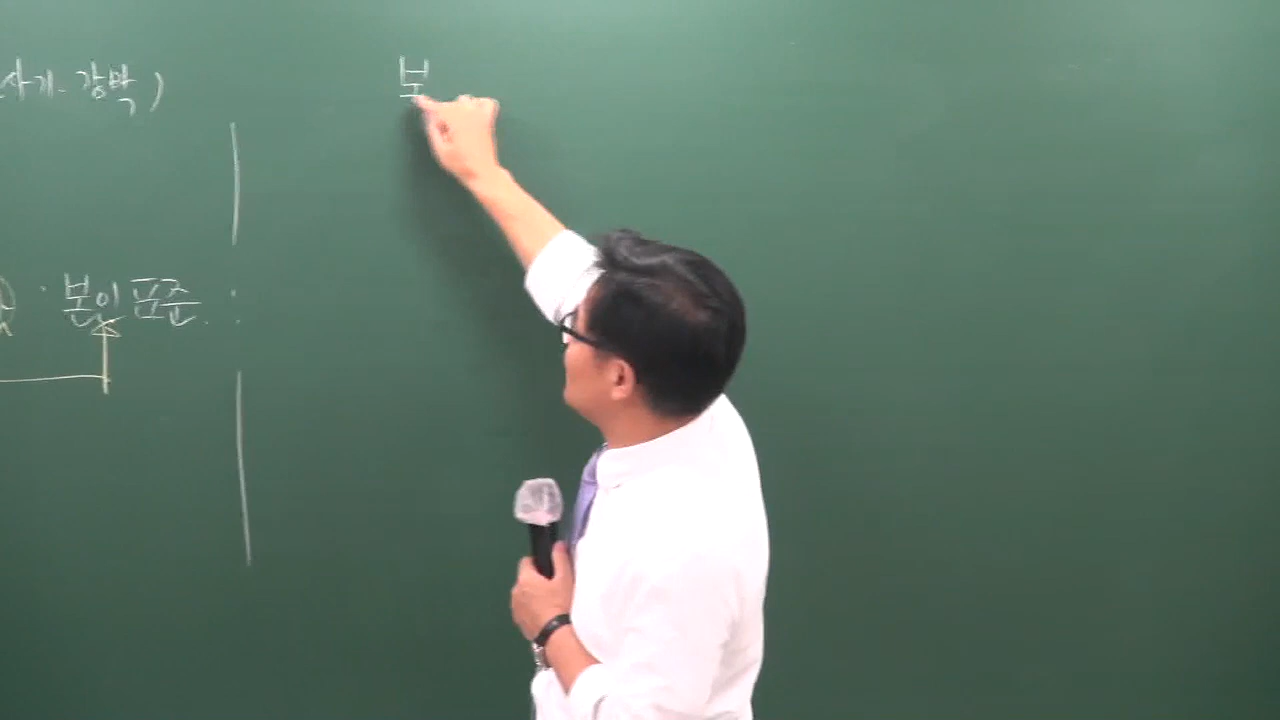 사기·강박)
보
: 본인표준. :